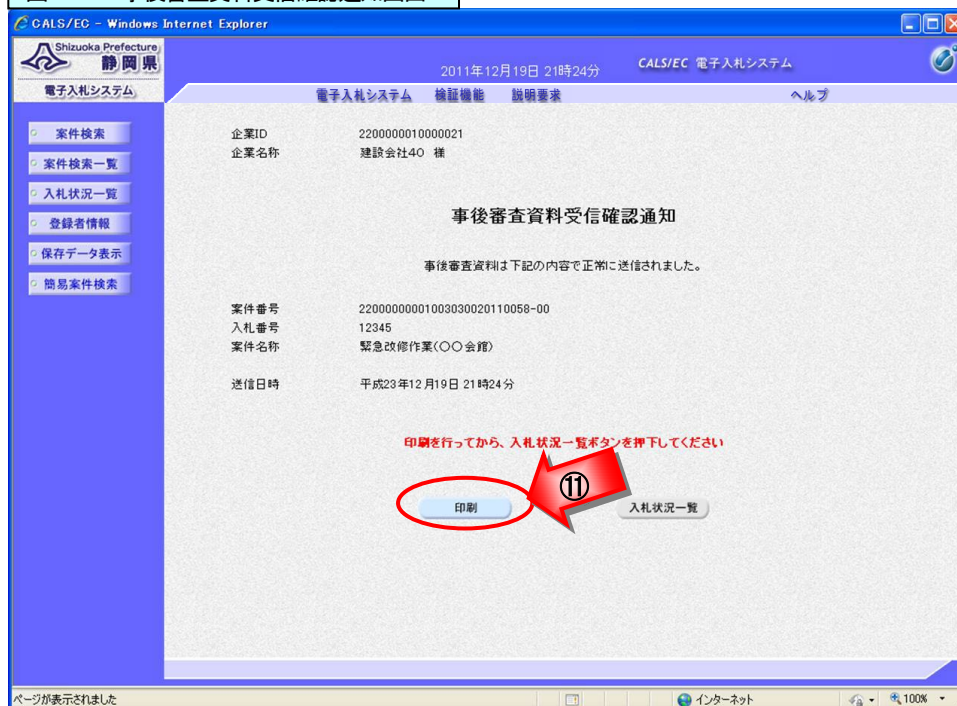 CALS/EC - Windows Internet Explorer
Shizuoka Prefecture
静岡県
2011年12月19日 21時24分
CALS/EC 電子入札システム
電子入札システム
電子入札システム 検証機能 説明要求 ヘルプ
案件検索
案件検索一覧
入札状況一覧
登録者情報
保存データ表示
簡易案件検索
企業ID 2200000010000021
企業名称 建設会社40 様
事後審査資料受信確認通知
事後審査資料は下記の内容で正常に送信されました。
案件番号 2200000000100303002011​0058-00
入札番号 12345
案件名称 緊急改修作業(〇〇会館)
送信日時 平成23年12月19日 21時24分
印刷を行ってから、入札状況一覧ボタンを押下してください
⑪
印刷
入札状況一覧
ページが表示されました
インターネット
100%